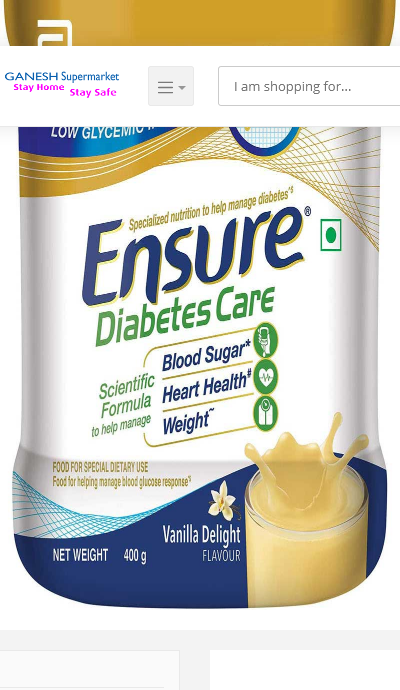 GANESH Supermarket
Stay Home Stay Safe
I am shopping for...
LOW GLYCEMIC
Specialized nutrition to help manage diabetes^$
Ensure®
Diabetes Care
Scientific
Formula
to help manage
Blood Sugar*
Heart Health#
Weight~
FOOD FOR SPECIAL DIETARY USE
Food for helping manage blood glucose response^$
Vanilla Delight
FLAVOUR
NET WEIGHT 400 g